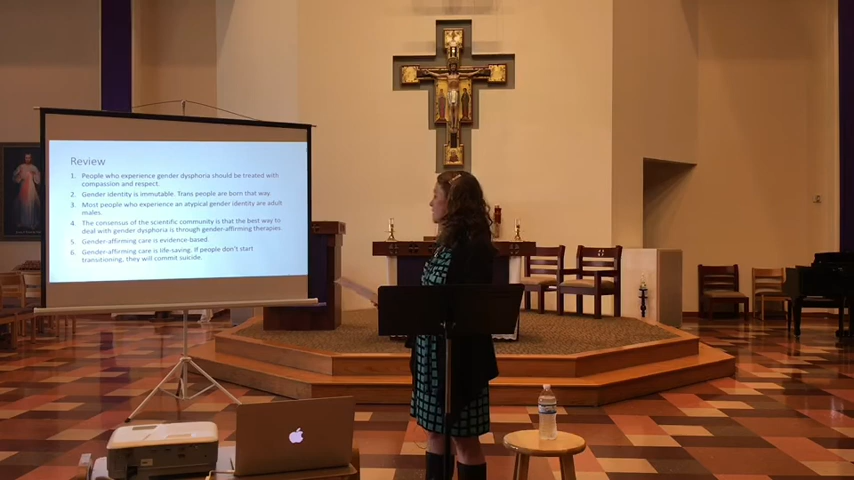 Review
1. People who experience gender dysphoria should be treated with
compassion and respect.
2. Gender identity is immutable. Trans people are born that way.
3. Most people who experience an atypical gender identity are adult
males.
4. The consensus of the scientific community is that the best way to
deal with gender dysphoria is through gender-affirming therapies.
5. Gender-affirming care is evidence based.
6. Gender-affirming care is life-saving. If people don't start
transitioning, they will commit suicide.